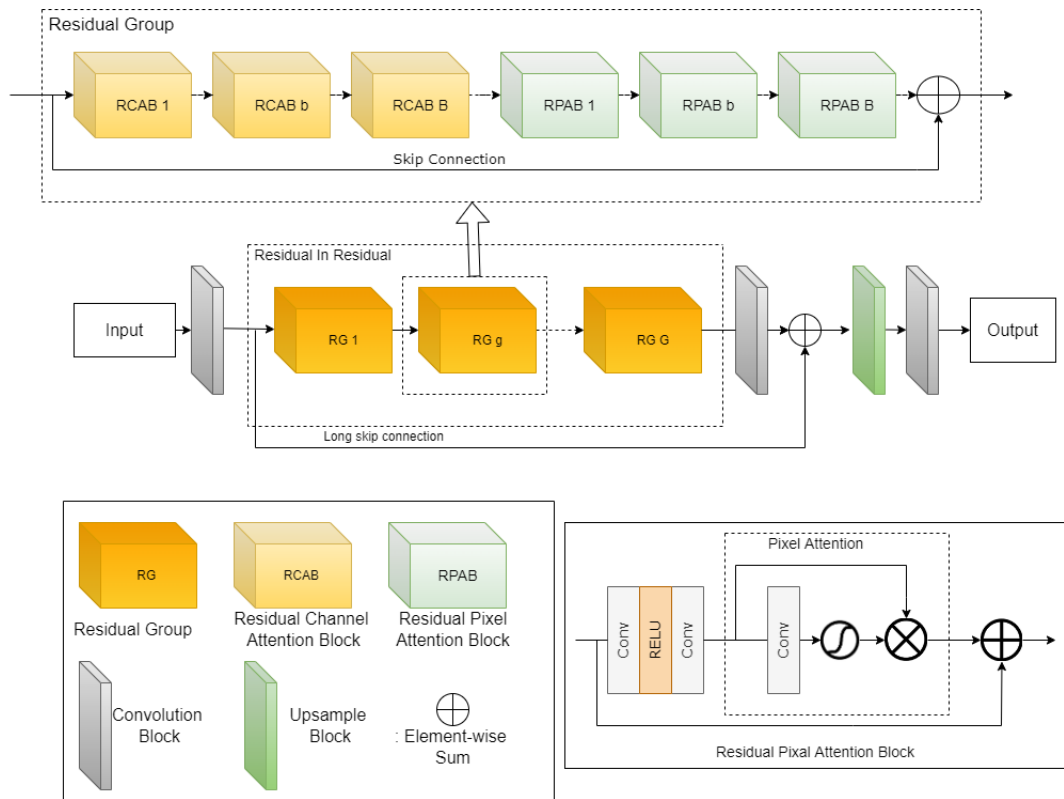 Residual Group
RCAB 1
RCAB b
RCAB B
RPAB 1
RPAB b
RPAB B
Skip Connection
Residual In Residual
Input
RG 1
RG g
RG G
Output
Long skip connection
RG
RCAB
RPAB
Residual Group
Residual Channel
Attention Block
Residual Pixel
Attention Block
Convolution
Block
Upsample
Block
: Element-wise
Sum
Pixel Attention
Conv
RELU
Conv
Conv
Residual Pixal Attention Block